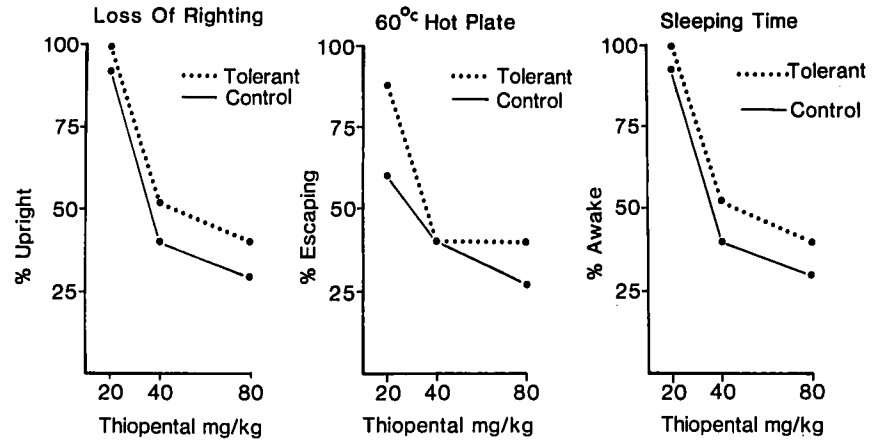 Loss Of Righting
% Upright
100
75
50
25
Tolerant
Control
20 40 80
Thiopental mg/kg
60°c Hot Plate
% Escaping
100
75
50
25
Tolerant
Control
20 40 80
Thiopental mg/kg
Sleeping Time
% Awake
100
75
50
25
Tolerant
Control
20 40 80
Thiopental mg/kg